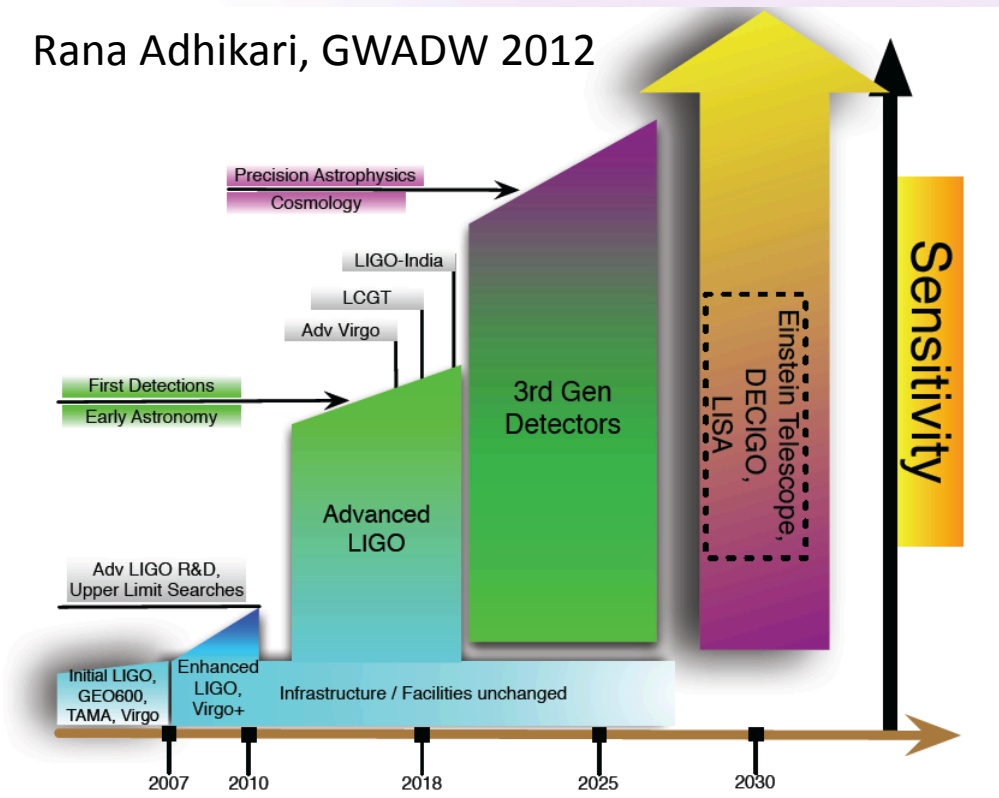 Rana Adhikari, GWADW 2012
Precision Astrophysics
Cosmology
LIGO-India
LCGT
Adv Virgo
First Detections
Early Astronomy
3rd Gen
Detectors
Einstein Telescope,
DECIGO,
LISA
Sensitivity
Advanced
LIGO
Adv LIGO R&D,
Upper Limit Searches
Initial LIGO,
GEO600,
TAMA, Virgo
Enhanced
LIGO,
Virgo+
Infrastructure / Facilities unchanged
2007
2010
2018
2025
2030